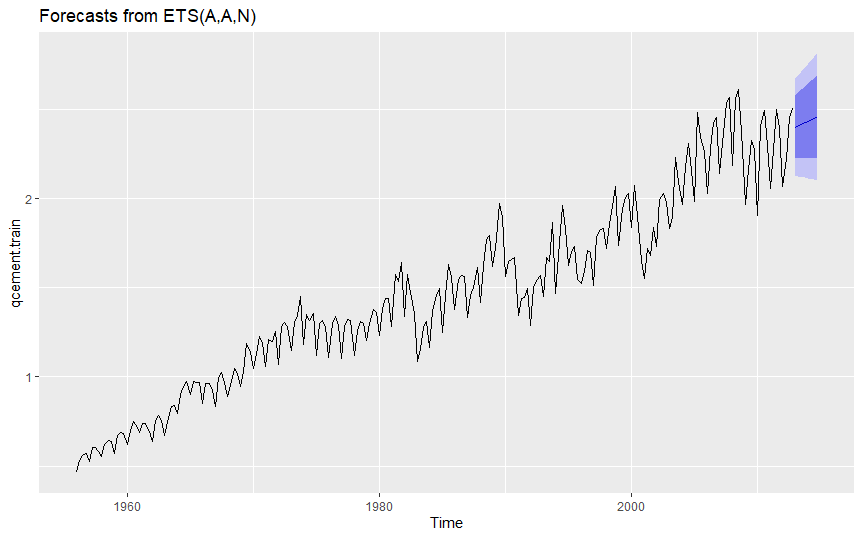 Forecasts from ETS(A,A,N)
qcement.train
2
1
1960
1980
2000
Time